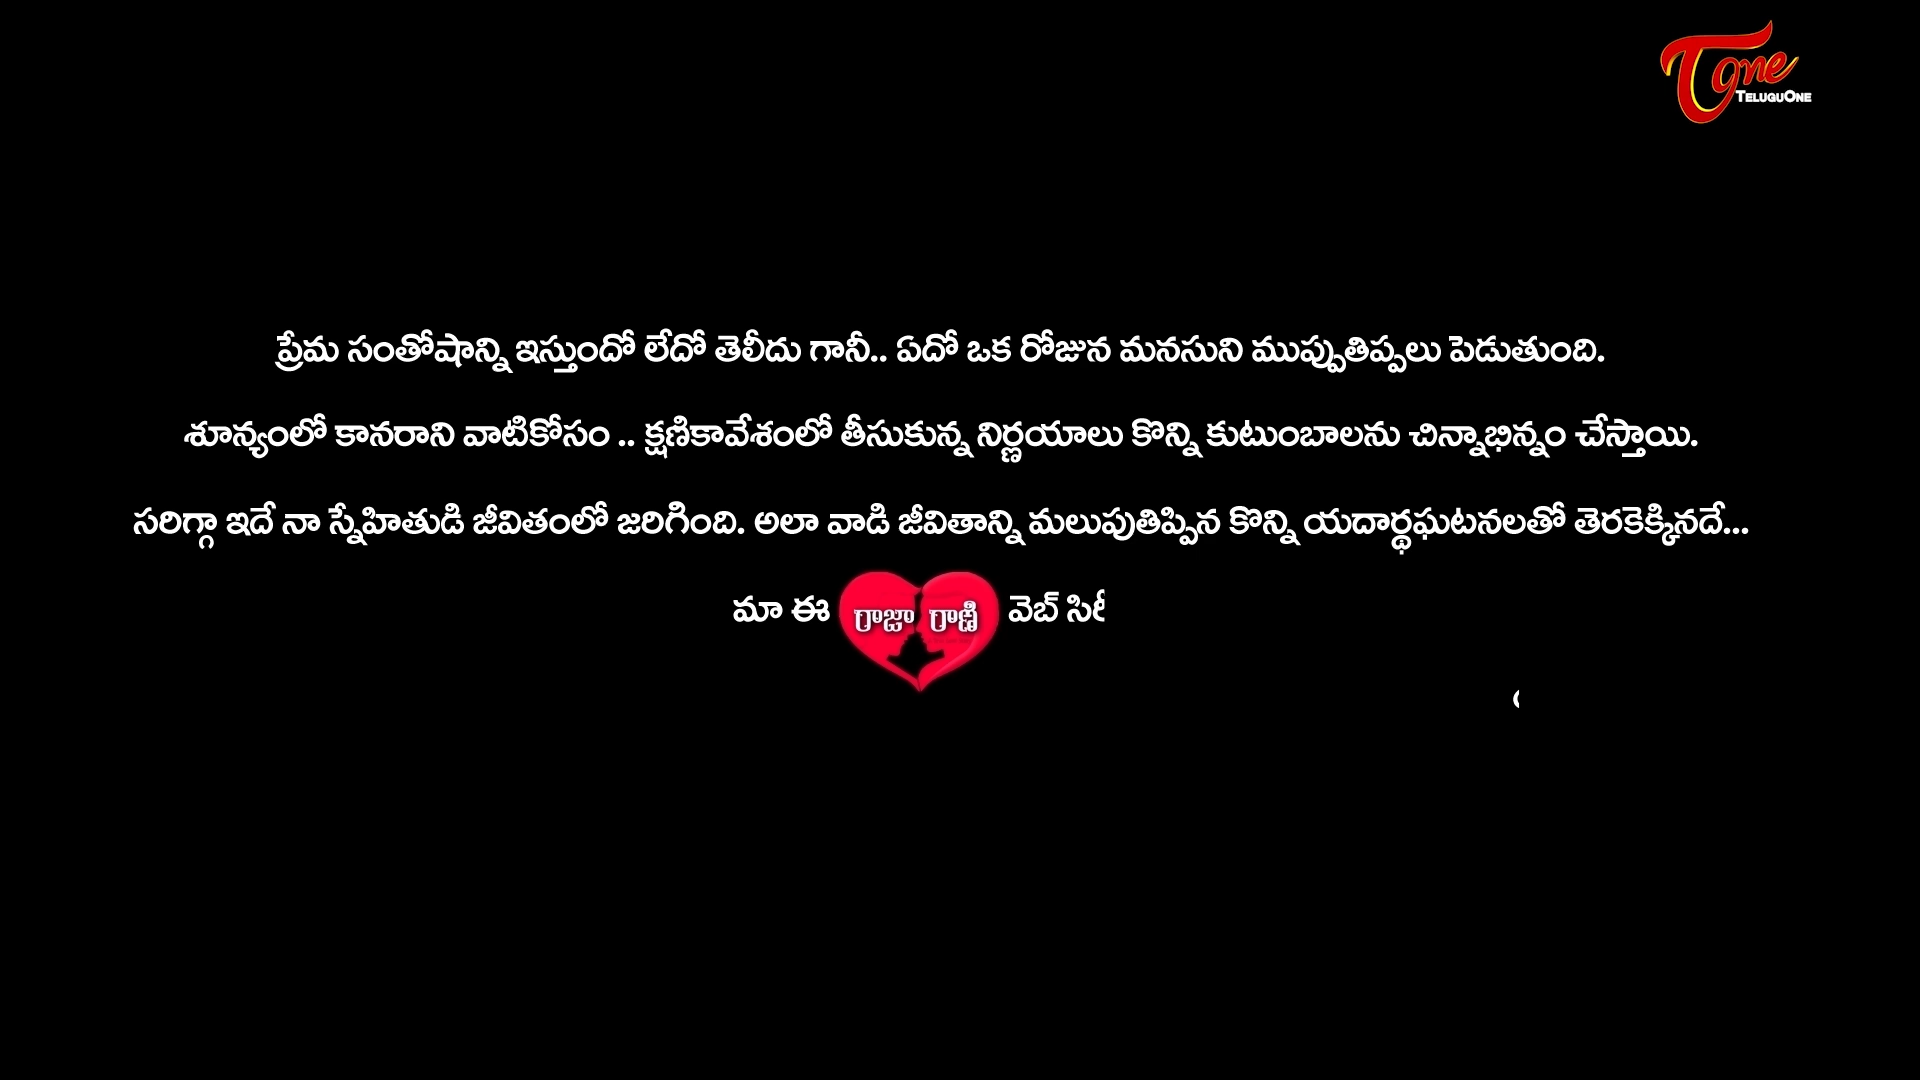 Tone
TELUGUONE
ప్రేమ సంతోషాన్ని ఇస్తుందో లేదో తెలీదు గానీ.. ఏదో ఒక రోజున మనసుని ముప్పుతిప్పలు పెడుతుంది.
శూన్యంలో కానరాని వాటికోసం .. క్షణికావేశంలో తీసుకున్న నిర్ణయాలు కొన్ని కుటుంబాలను చిన్నాభిన్నం చేస్తాయి.
సరిగ్గా ఇదే నా స్నేహితుడి జీవితంలో జరిగింది. అలా వాడి జీవితాన్ని మలుపుతిప్పిన కొన్ని యదార్థఘటనలతో తెరకెక్కినదే...
మా ఈ రాజా రాణి వెబ్ సిరీ